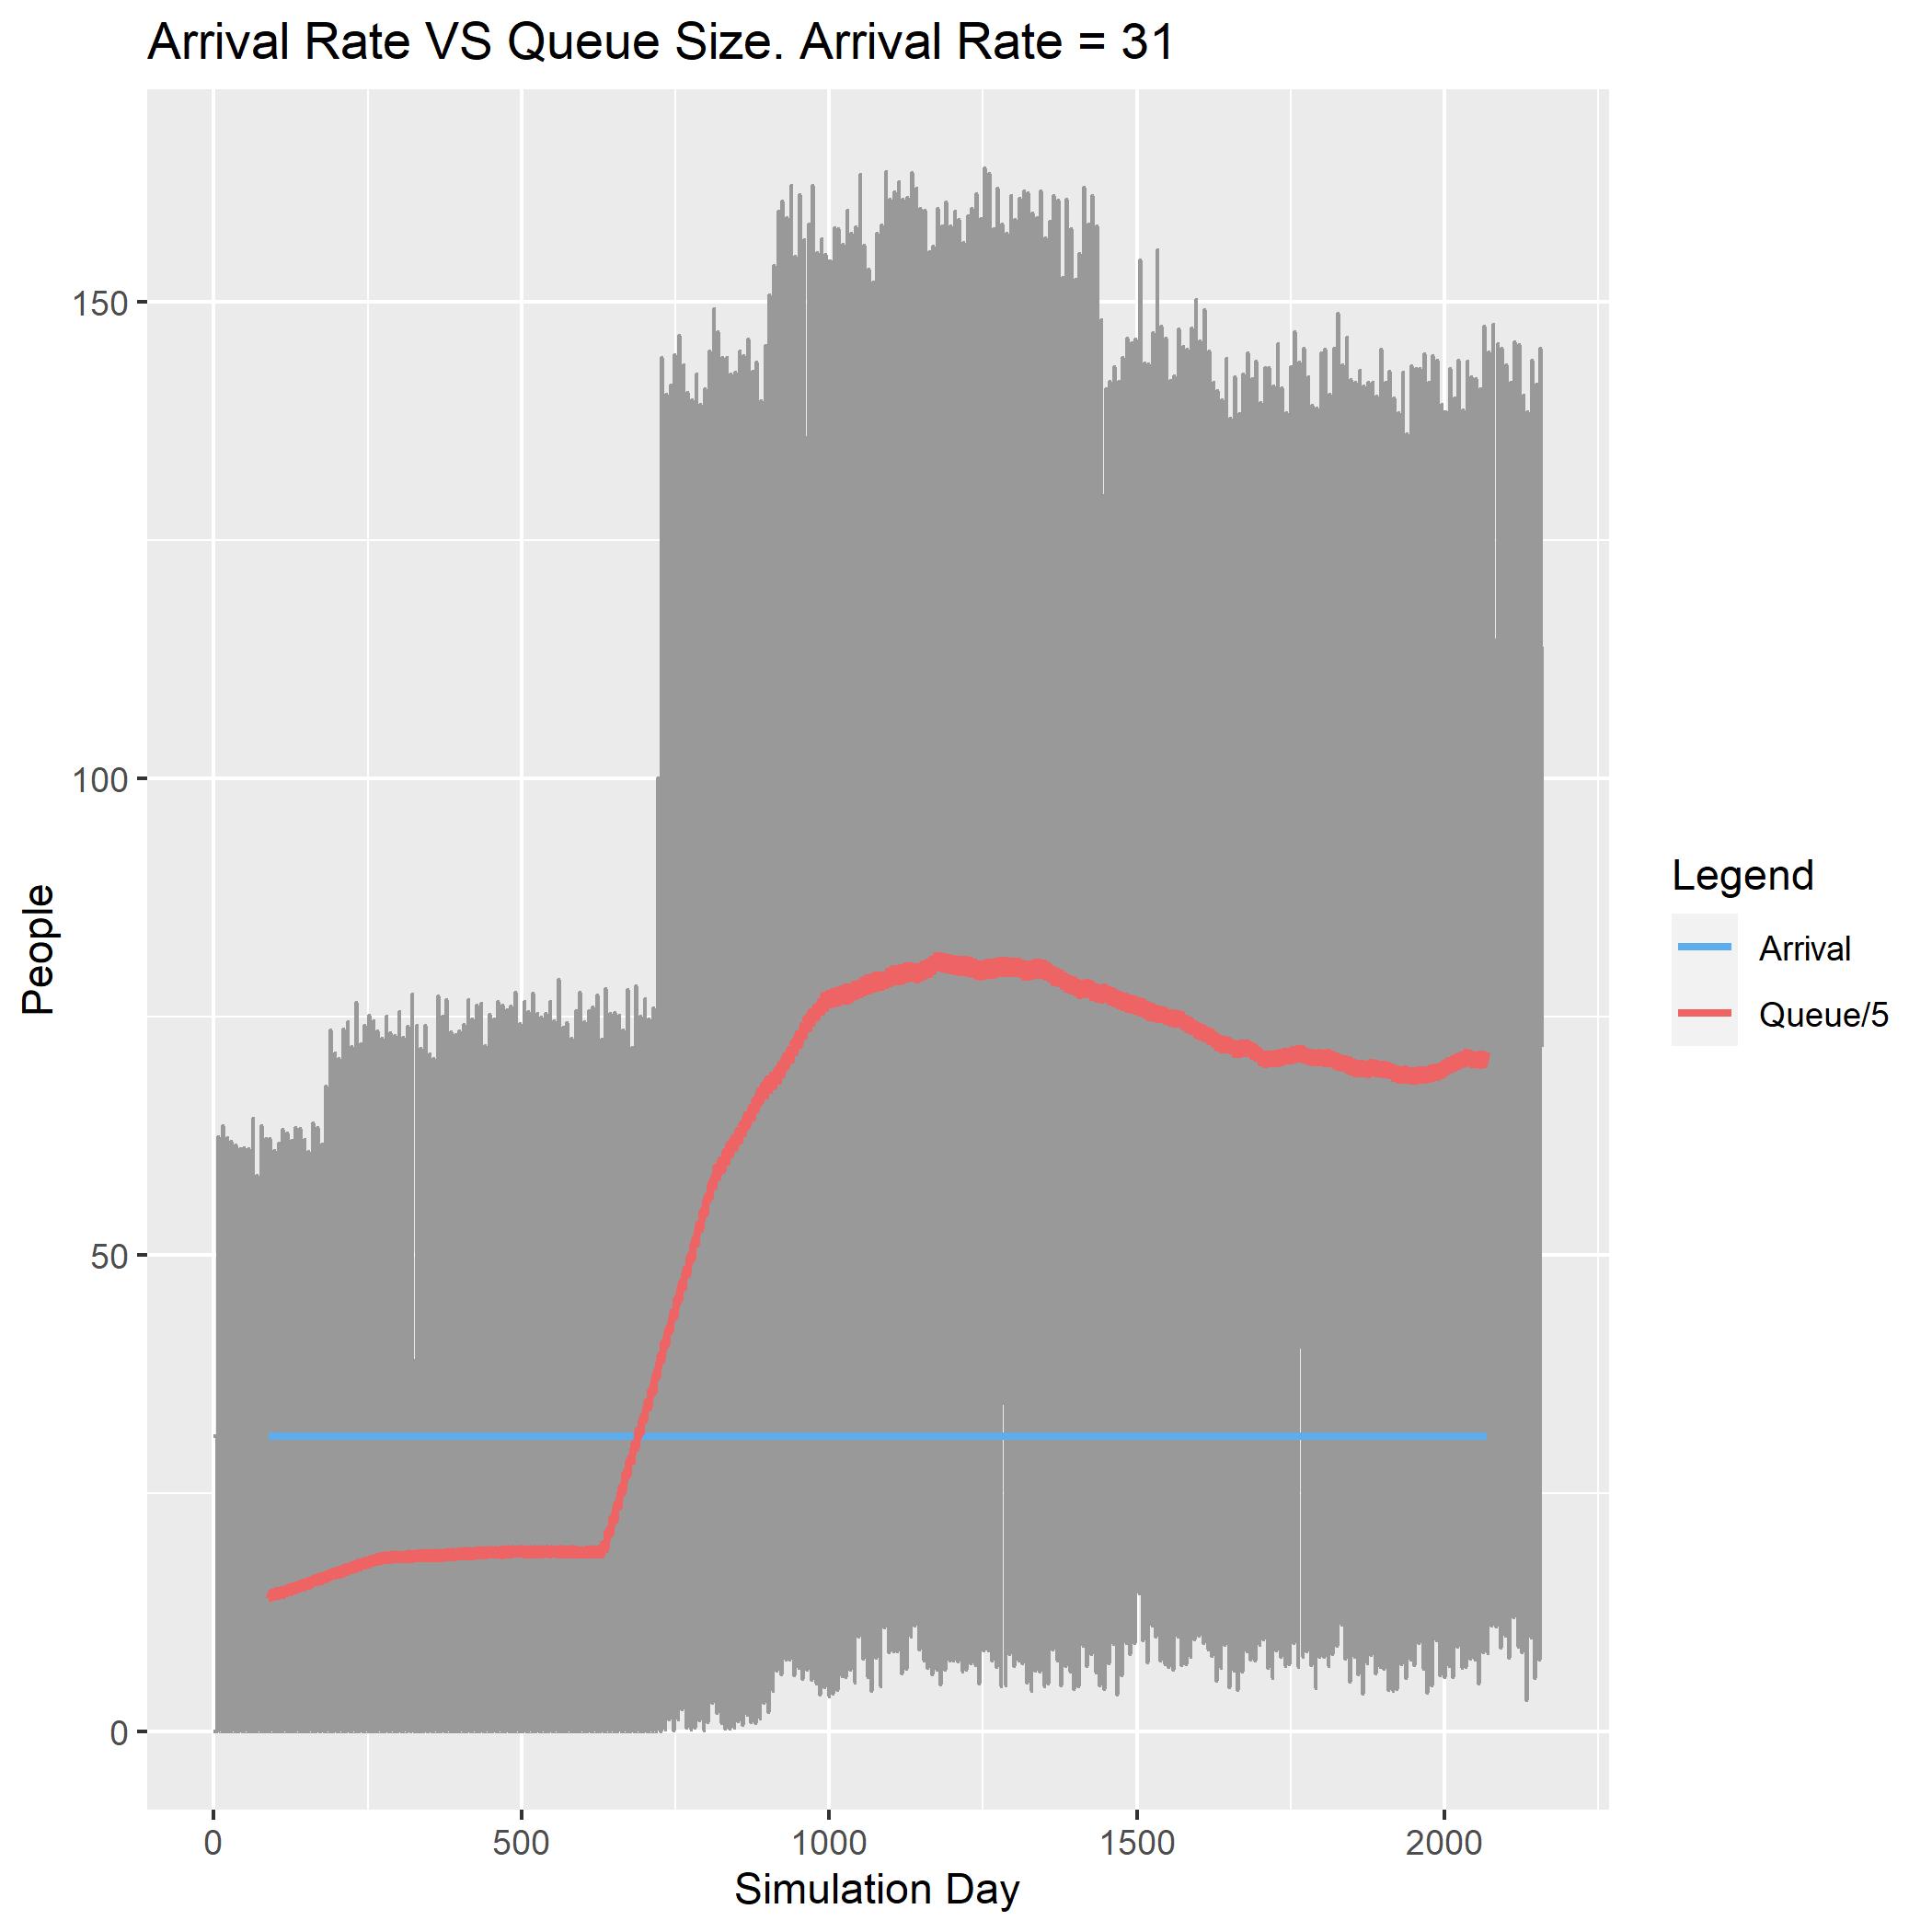 Arrival Rate VS Queue Size. Arrival Rate = 31
People
150
100
50
0
0 500 1000 1500 2000
Simulation Day
Legend
Arrival
Queue/5